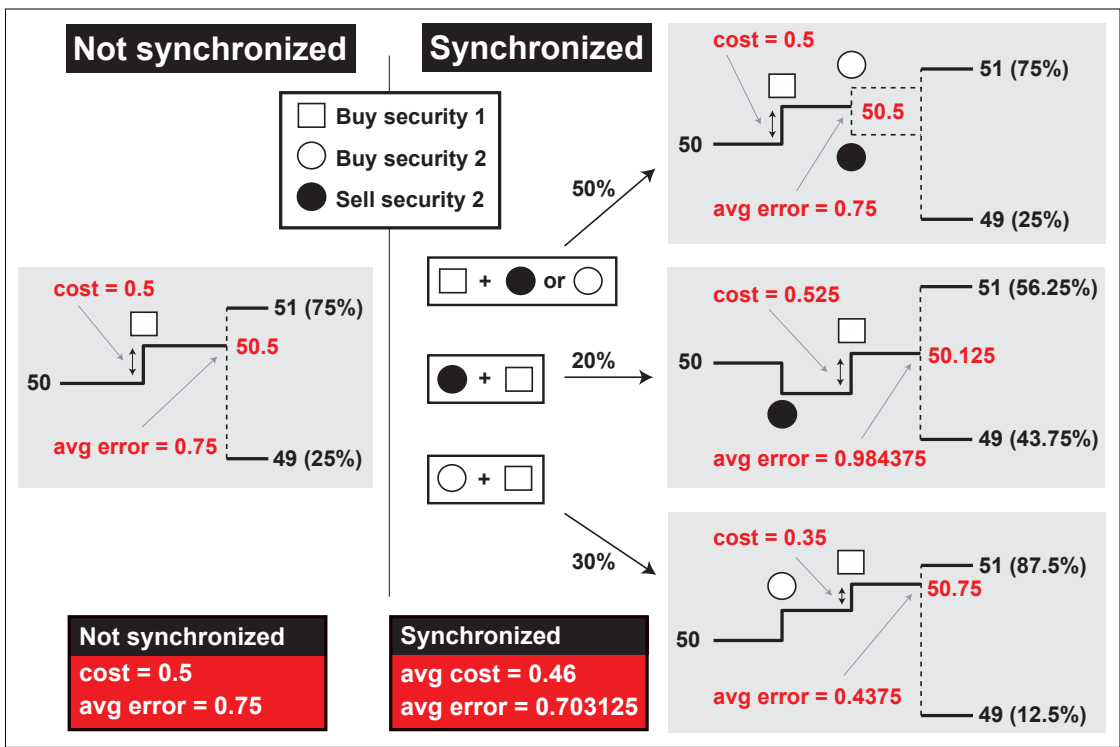 Not synchronized
Synchronized
Buy security 1
Buy security 2
Sell security 2
cost = 0.5
50
51 (75%)
50.5
avg error = 0.75
49 (25%)
50%
+ or
20%
+
30%
+
cost = 0.5
50
51 (75%)
50.5
avg error = 0.75
49 (25%)
cost = 0.525
50
51 (56.25%)
50.125
avg error = 0.984375
49 (43.75%)
cost = 0.35
50
51 (87.5%)
50.75
avg error = 0.4375
49 (12.5%)
Not synchronized
cost = 0.5
avg error = 0.75
Synchronized
avg cost = 0.46
avg error = 0.703125